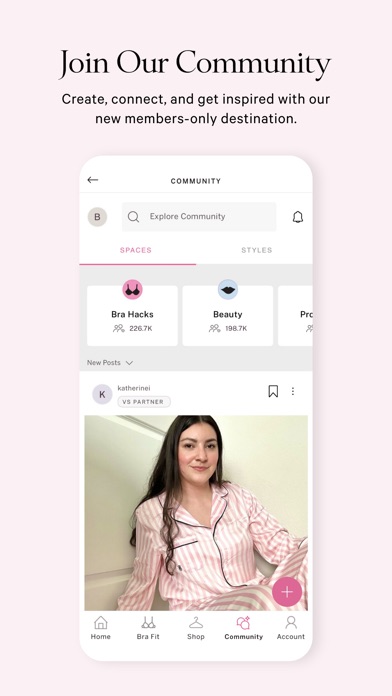 Join Our Community
Create, connect, and get inspired with our
new members-only destination.
COMMUNITY
B
Explore Community
SPACES STYLES
Bra Hacks Beauty Pro
226.7K 198.7K
New Posts
K katherinei
VS PARTNER
Home Bra Fit Shop Community Account